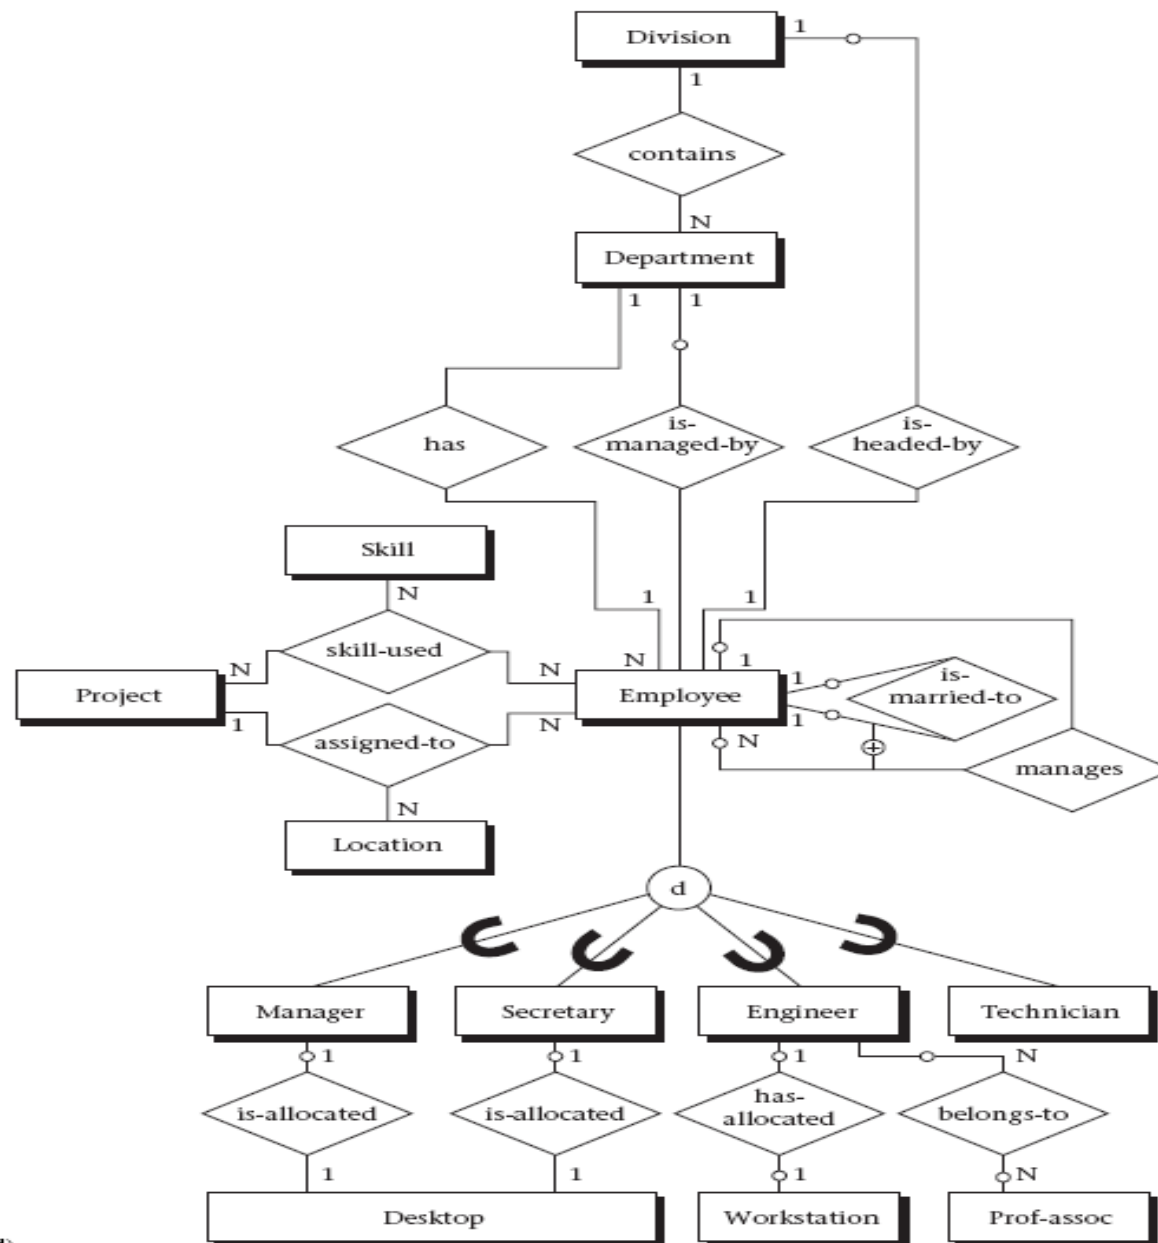 Division
1
1
contains
N
Department
1
1
has
is-
managed-by
is-
headed-by
Skill
N
1
1
skill-used
N
N
N
1
Project
Employee
1
is-
married-to
1
1
assigned-to
N
N
manages
N
Location
d
Manager
Secretary
Engineer
Technician
1
1
1
N
is-allocated
is-allocated
has-
allocated
belongs-to
1
1
1
N
Desktop
Workstation
Prof-assoc